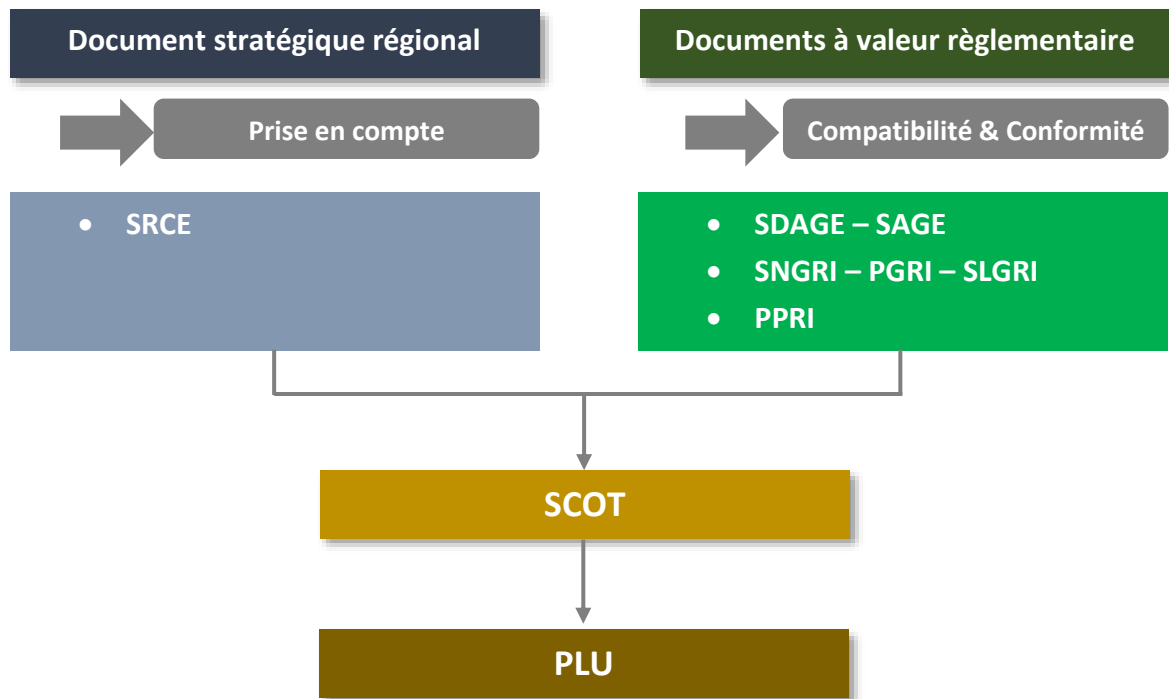 Document stratégique régional
Documents à valeur règlementaire
Prise en compte
Compatibilité & Conformité
• SRCE
• SDAGE – SAGE
• SNGRI – PGRI – SLGRI
• PPRI
SCOT
PLU